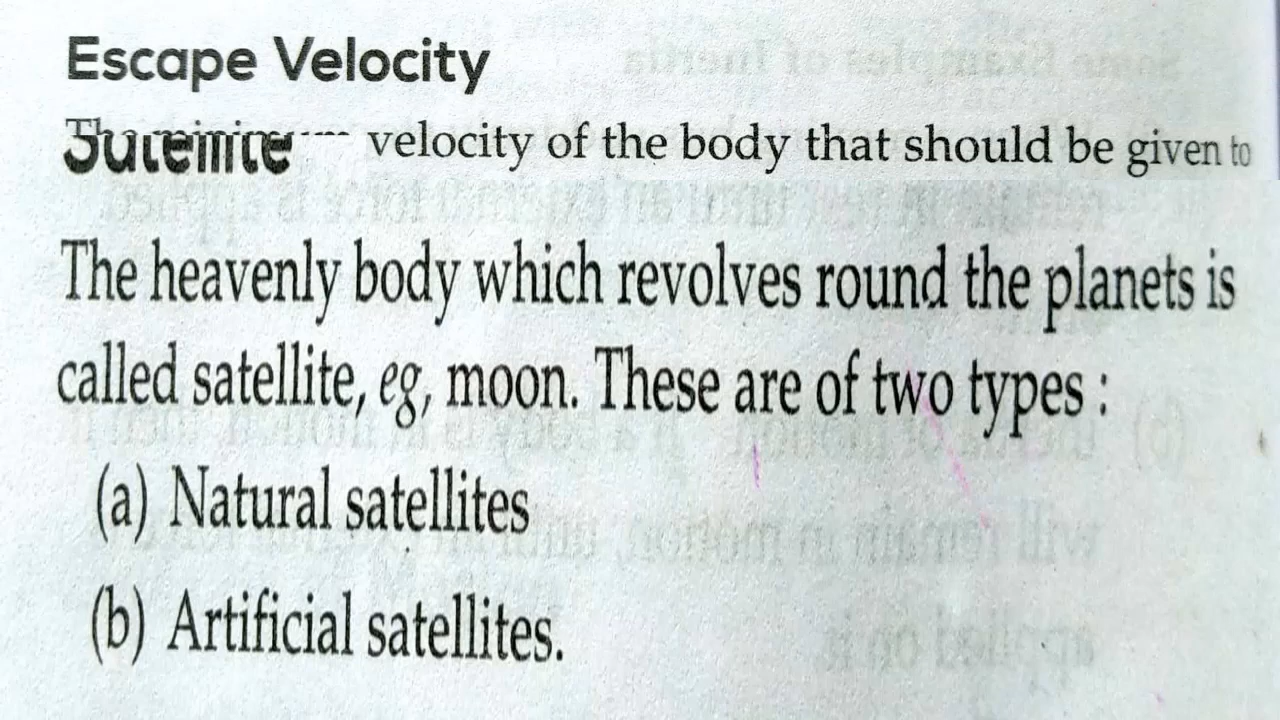 Escape Velocity
velocity of the body that should be given to
The heavenly body which revolves round the planets is
called satellite, eg, moon. These are of two types :
(a) Natural satellites
(b) Artificial satellites.